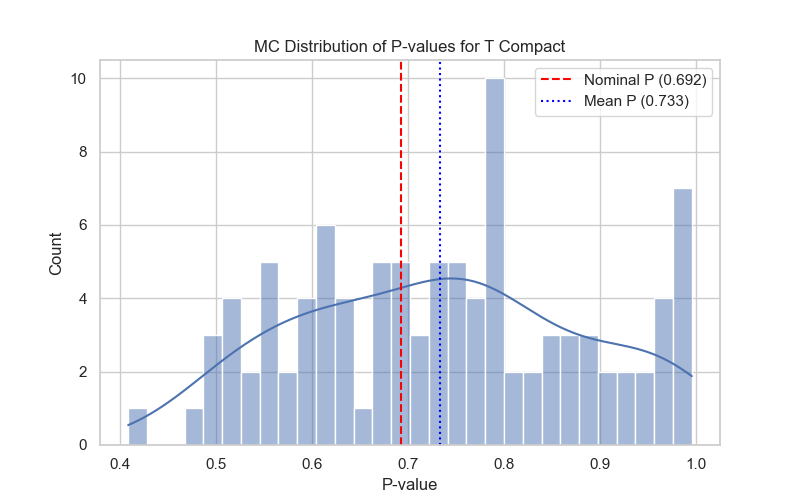 MC Distribution of P-values for T Compact
Nominal P (0.692)
Mean P (0.733)
10
8
6
4
2
0
Count
0.4 0.5 0.6 0.7 0.8 0.9 1.0
P-value